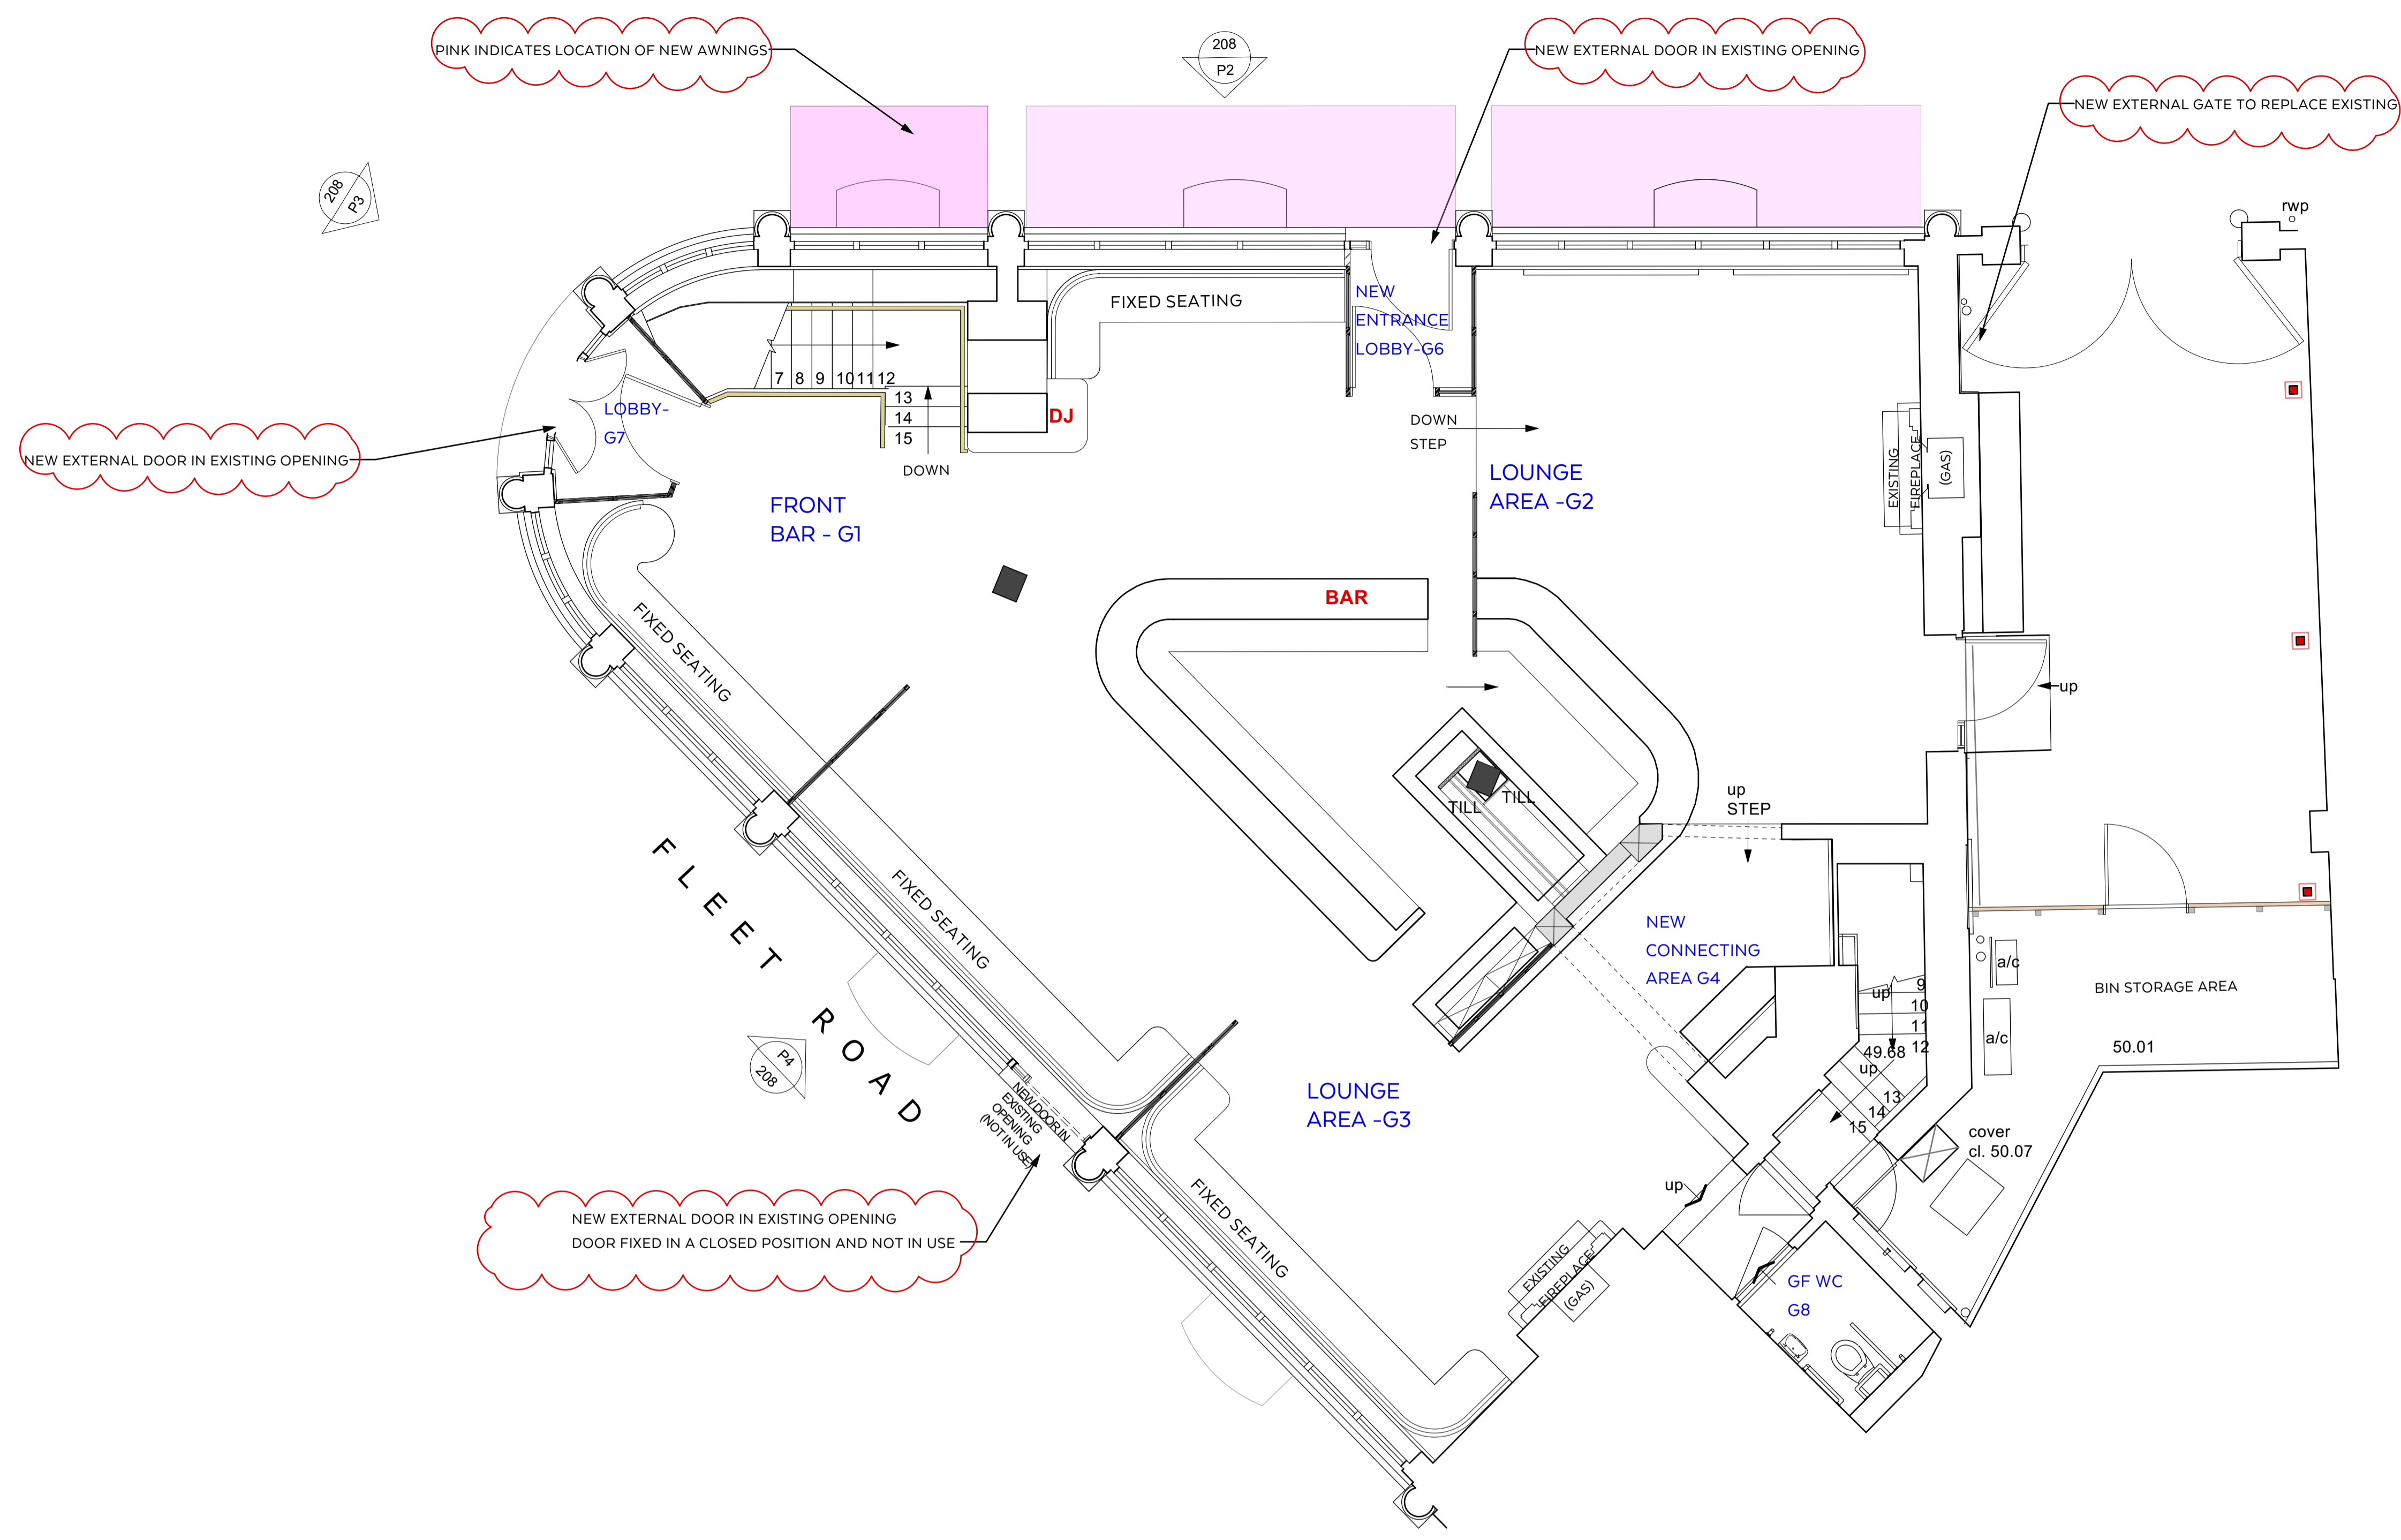 PINK INDICATES LOCATION OF NEW AWNINGS
208
P2
NEW EXTERNAL DOOR IN EXISTING OPENING
NEW EXTERNAL GATE TO REPLACE EXISTING
208
P3
rwp
FIXED SEATING
NEW
ENTRANCE
LOBBY-G6
7 8 9 10 11 12
13
14
15
DOWN
DJ
LOBBY-
G7
NEW EXTERNAL DOOR IN EXISTING OPENING
DOWN
STEP
LOUNGE
AREA -G2
EXISTING
FIREPLACE
(GAS)
FRONT
BAR - G1
BAR
FIXED SEATING
up
TILL
TILL
up
STEP
FLEET ROAD
FIXED SEATING
NEW
CONNECTING
AREA G4
up
9
10
11
12
49.68
up
13
14
15
a/c
a/c
BIN STORAGE AREA
50.01
P4
208
NEW DOOR IN
EXISTING
OPENING
(NOT IN USE)
LOUNGE
AREA -G3
cover
cl. 50.07
up
NEW EXTERNAL DOOR IN EXISTING OPENING
DOOR FIXED IN A CLOSED POSITION AND NOT IN USE
FIXED SEATING
EXISTING
FIREPLACE
(GAS)
GF WC
G8